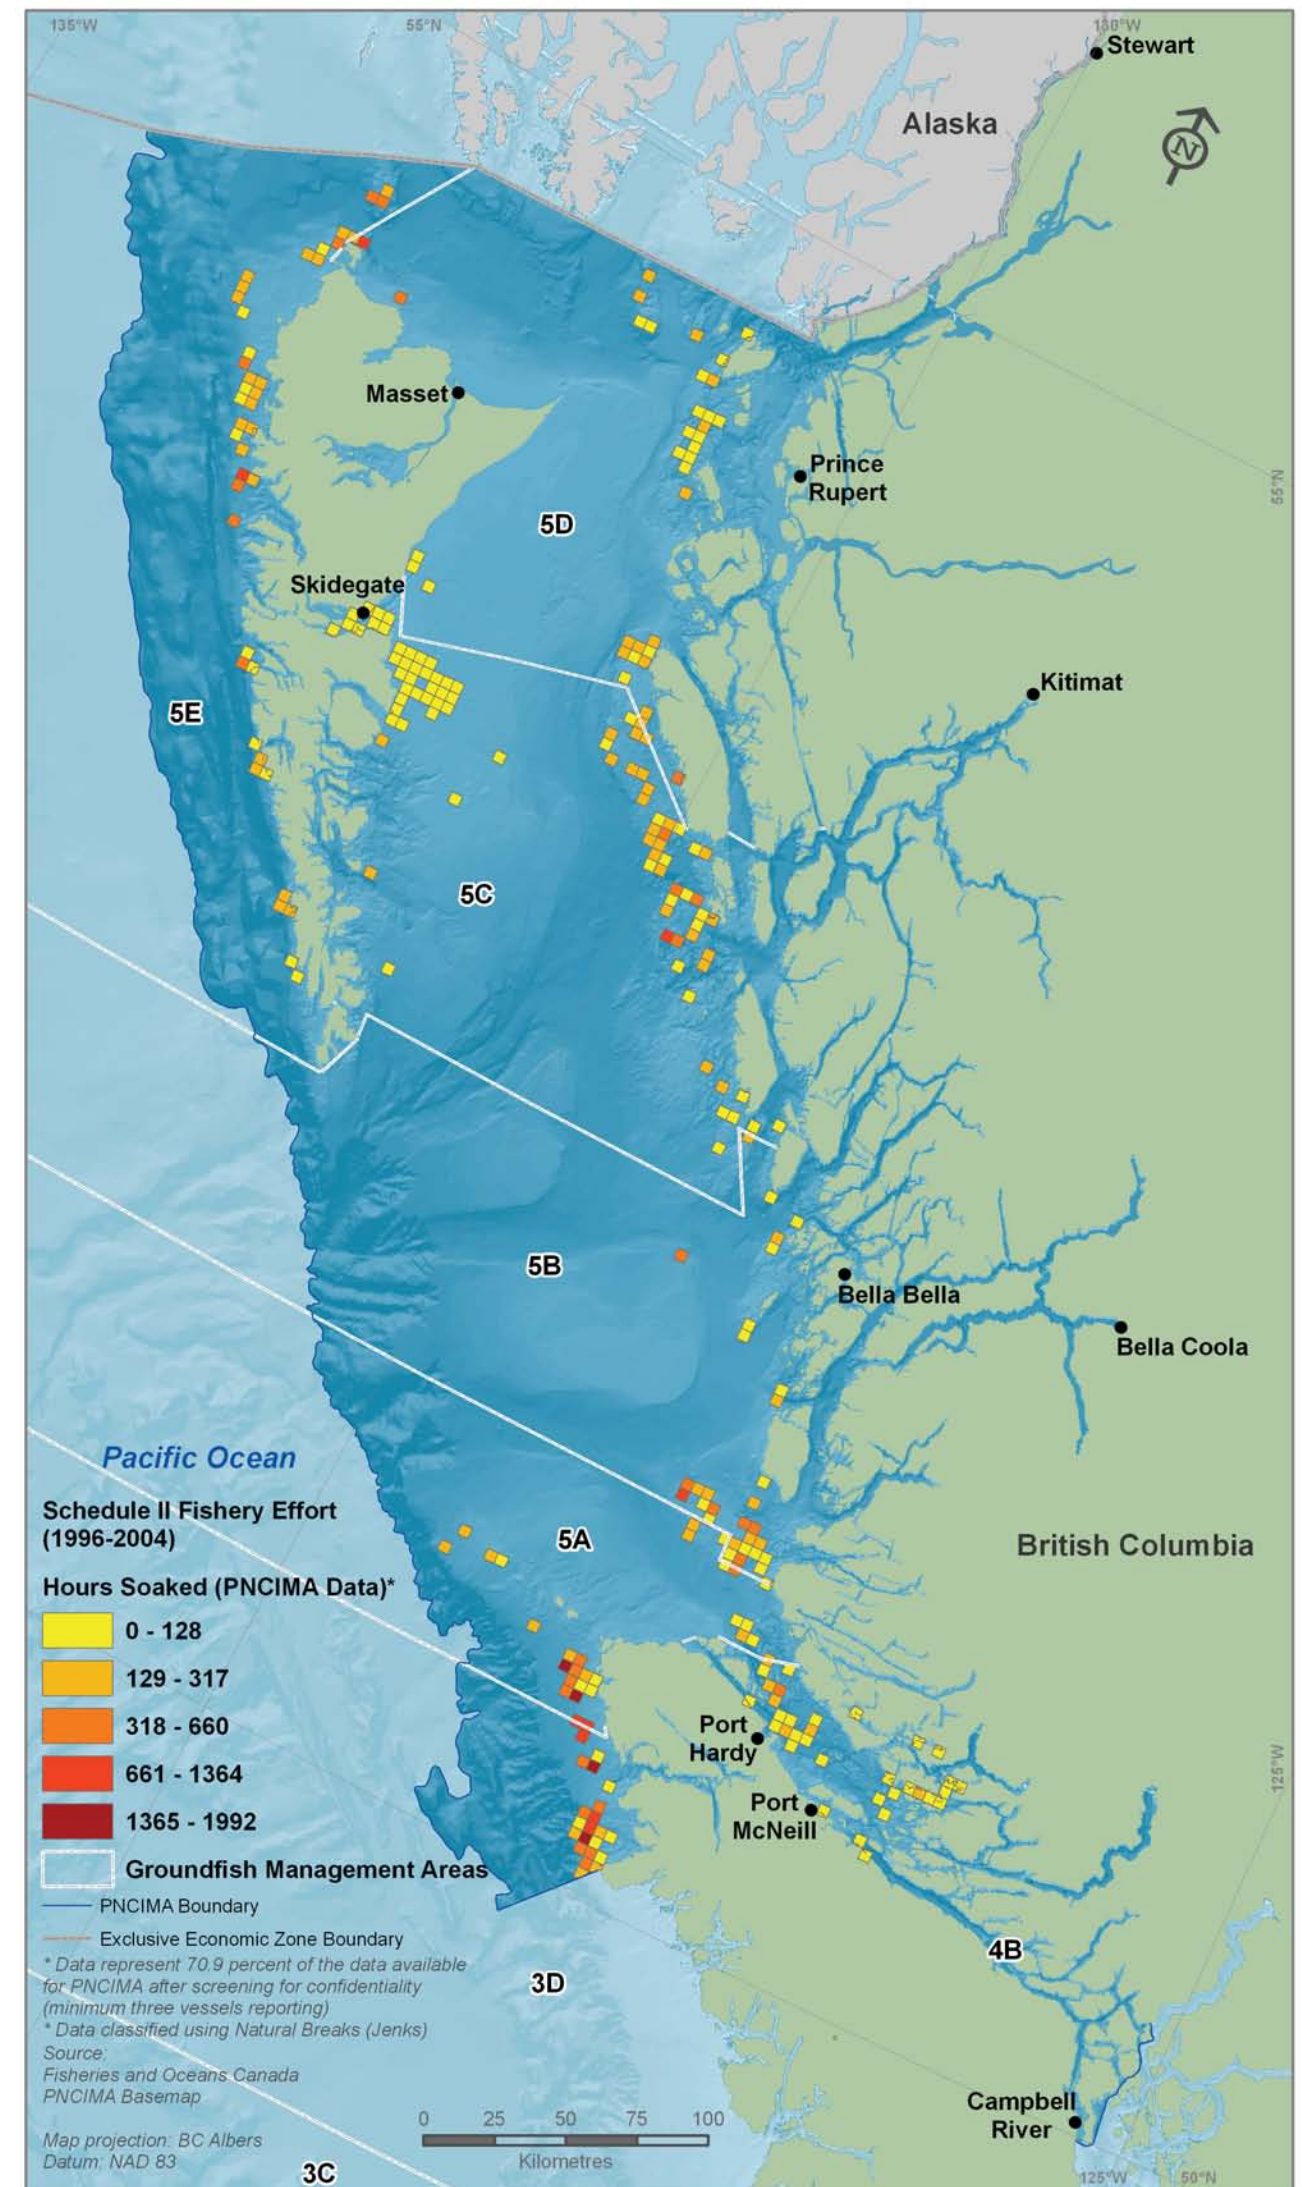 135°W
55°N
130°W
Stewart
Alaska
N
Masset
Prince
Rupert
55°N
5D
Skidegate
Kitimat
5E
5C
5B
Bella Bella
Bella Coola
Pacific Ocean
Schedule II Fishery Effort
(1996-2004)
5A
British Columbia
Hours Soaked (PNCIMA Data)*
0 - 128
129 - 317
318 - 660
661 - 1364
1365 - 1992
Groundfish Management Areas
PNCIMA Boundary
Exclusive Economic Zone Boundary
* Data represent 70.9 percent of the data available
for PNCIMA after screening for confidentiality
(minimum three vessels reporting)
* Data classified using Natural Breaks (Jenks)
Source:
Fisheries and Oceans Canada
PNCIMA Basemap
Map projection: BC Albers
Datum: NAD 83
Port
Hardy
Port
McNeill
125°W
4B
3D
Campbell
River
0 25 50 75 100
Kilometres
3C
125°W
50°N